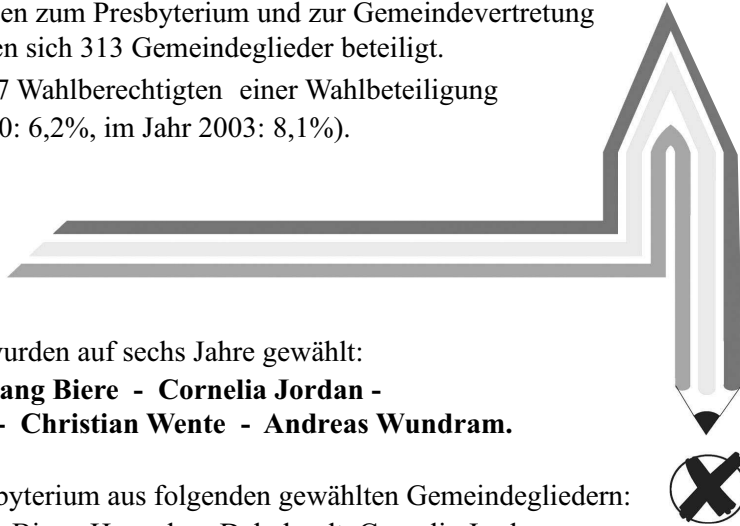 en zum Presbyterium und zur Gemeindevertretung
en sich 313 Gemeindeglieder beteiligt.
7 Wahlberechtigten einer Wahlbeteiligung
0: 6,2%, im Jahr 2003: 8,1%).
wurden auf sechs Jahre gewählt:
ang Biere - Cornelia Jordan -
- Christian Wente - Andreas Wundram.
byterium aus folgenden gewählten Gemeindegliedern: